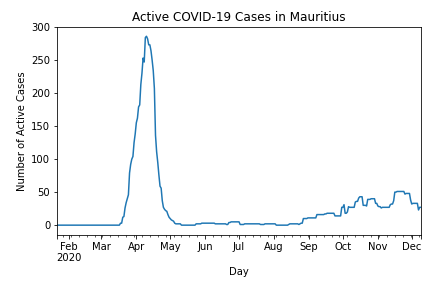 Active COVID-19 Cases in Mauritius
300
250
200
150
100
50
0
Number of Active Cases
Feb Mar Apr May Jun Jul Aug Sep Oct Nov Dec
2020
Day